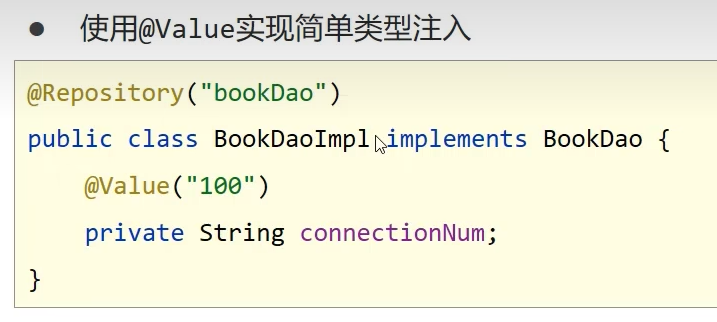 ● 使用@Value实现简单类型注入
@Repository("bookDao")
public class BookDaoImpl implements BookDao {
    @Value("100")
    private String connectionNum;
}